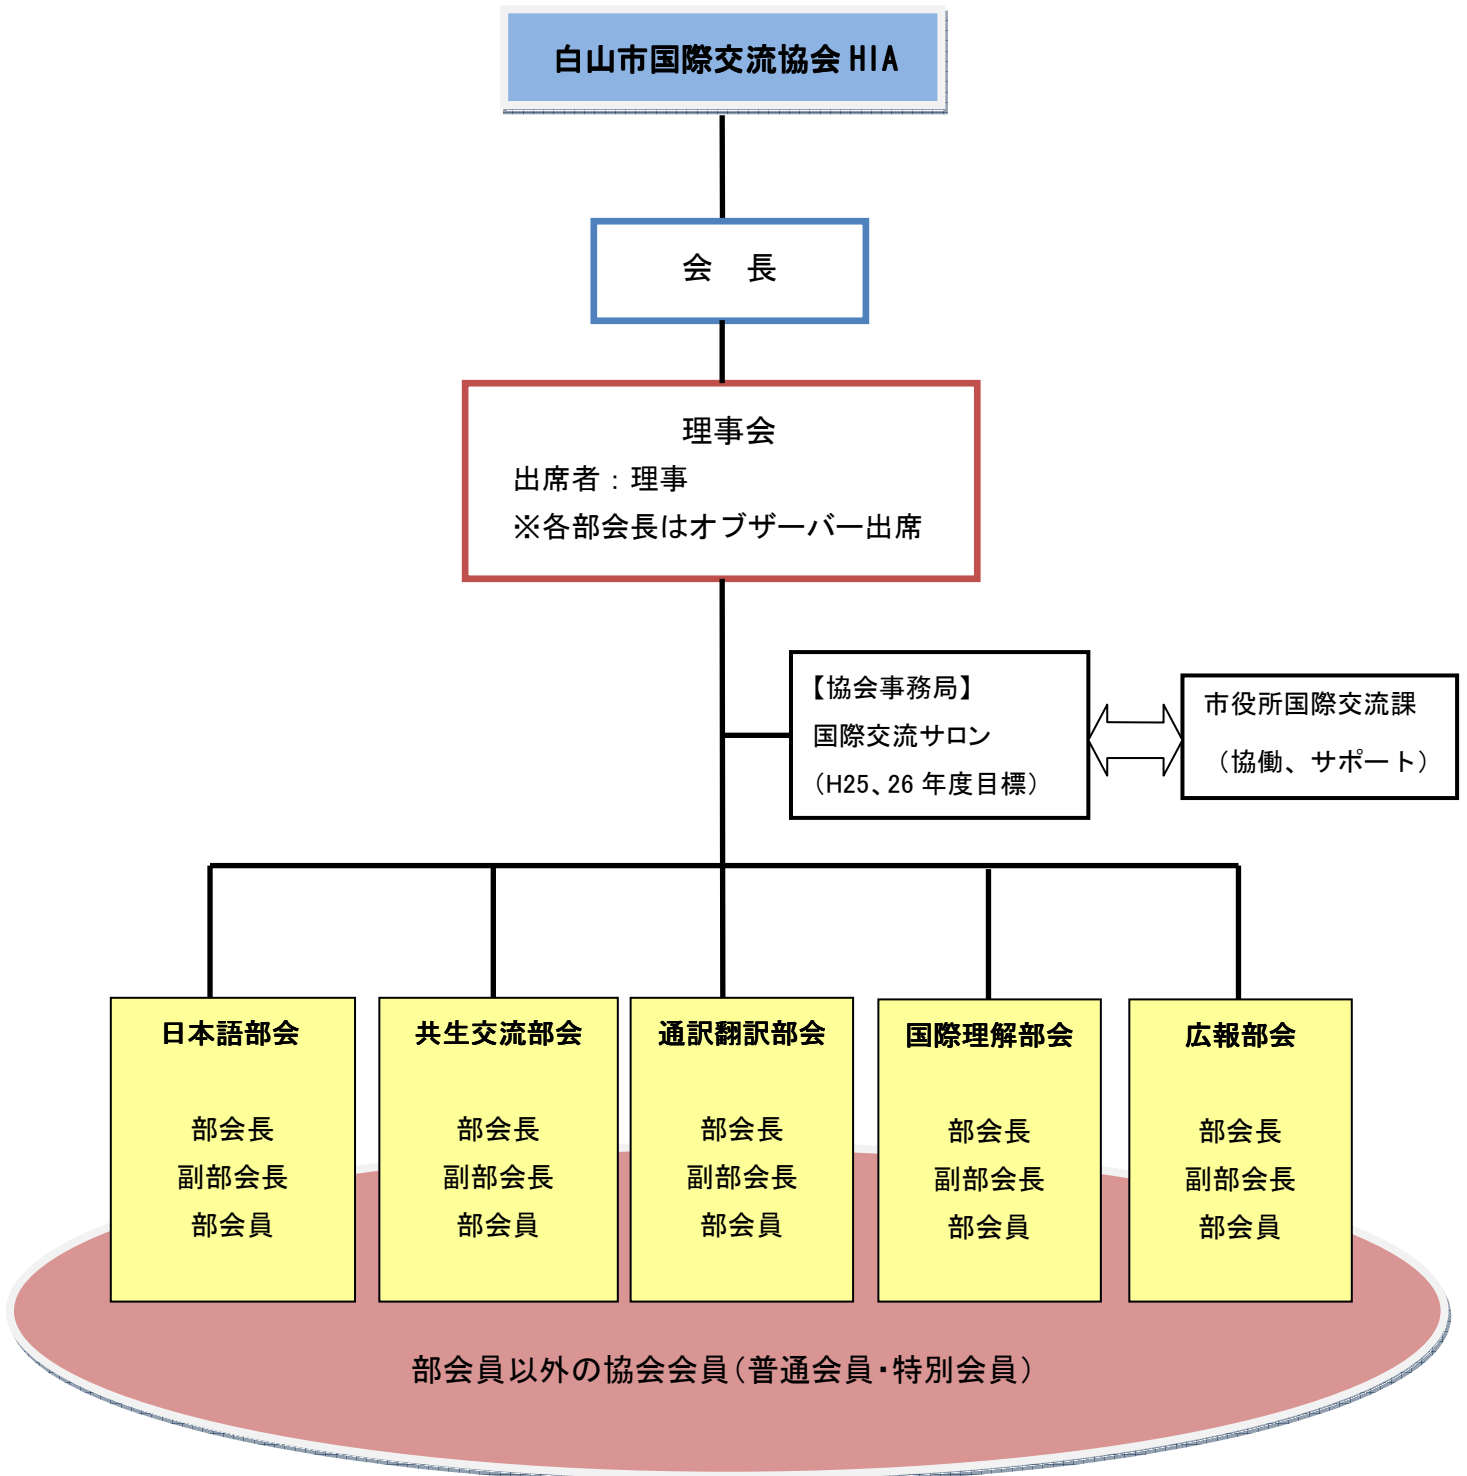 白山市国際交流協会 HIA
会　長
理事会
出席者：理事
※各部会長はオブザーバー出席
【協会事務局】
国際交流サロン
（H25、26 年度目標）
市役所国際交流課
（協働、サポート）
日本語部会
部会長
副部会長
部会員
共生交流部会
部会長
副部会長
部会員
通訳翻訳部会
部会長
副部会長
部会員
国際理解部会
部会長
副部会長
部会員
広報部会
部会長
副部会長
部会員
部会員以外の協会会員（普通会員・特別会員）